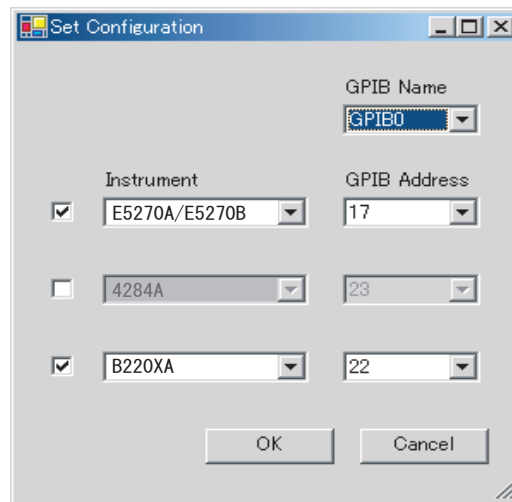 Set Configuration
GPIB Name
GPIB0
Instrument GPIB Address
E5270A/E5270B 17
4284A 23
B220XA 22
OK Cancel